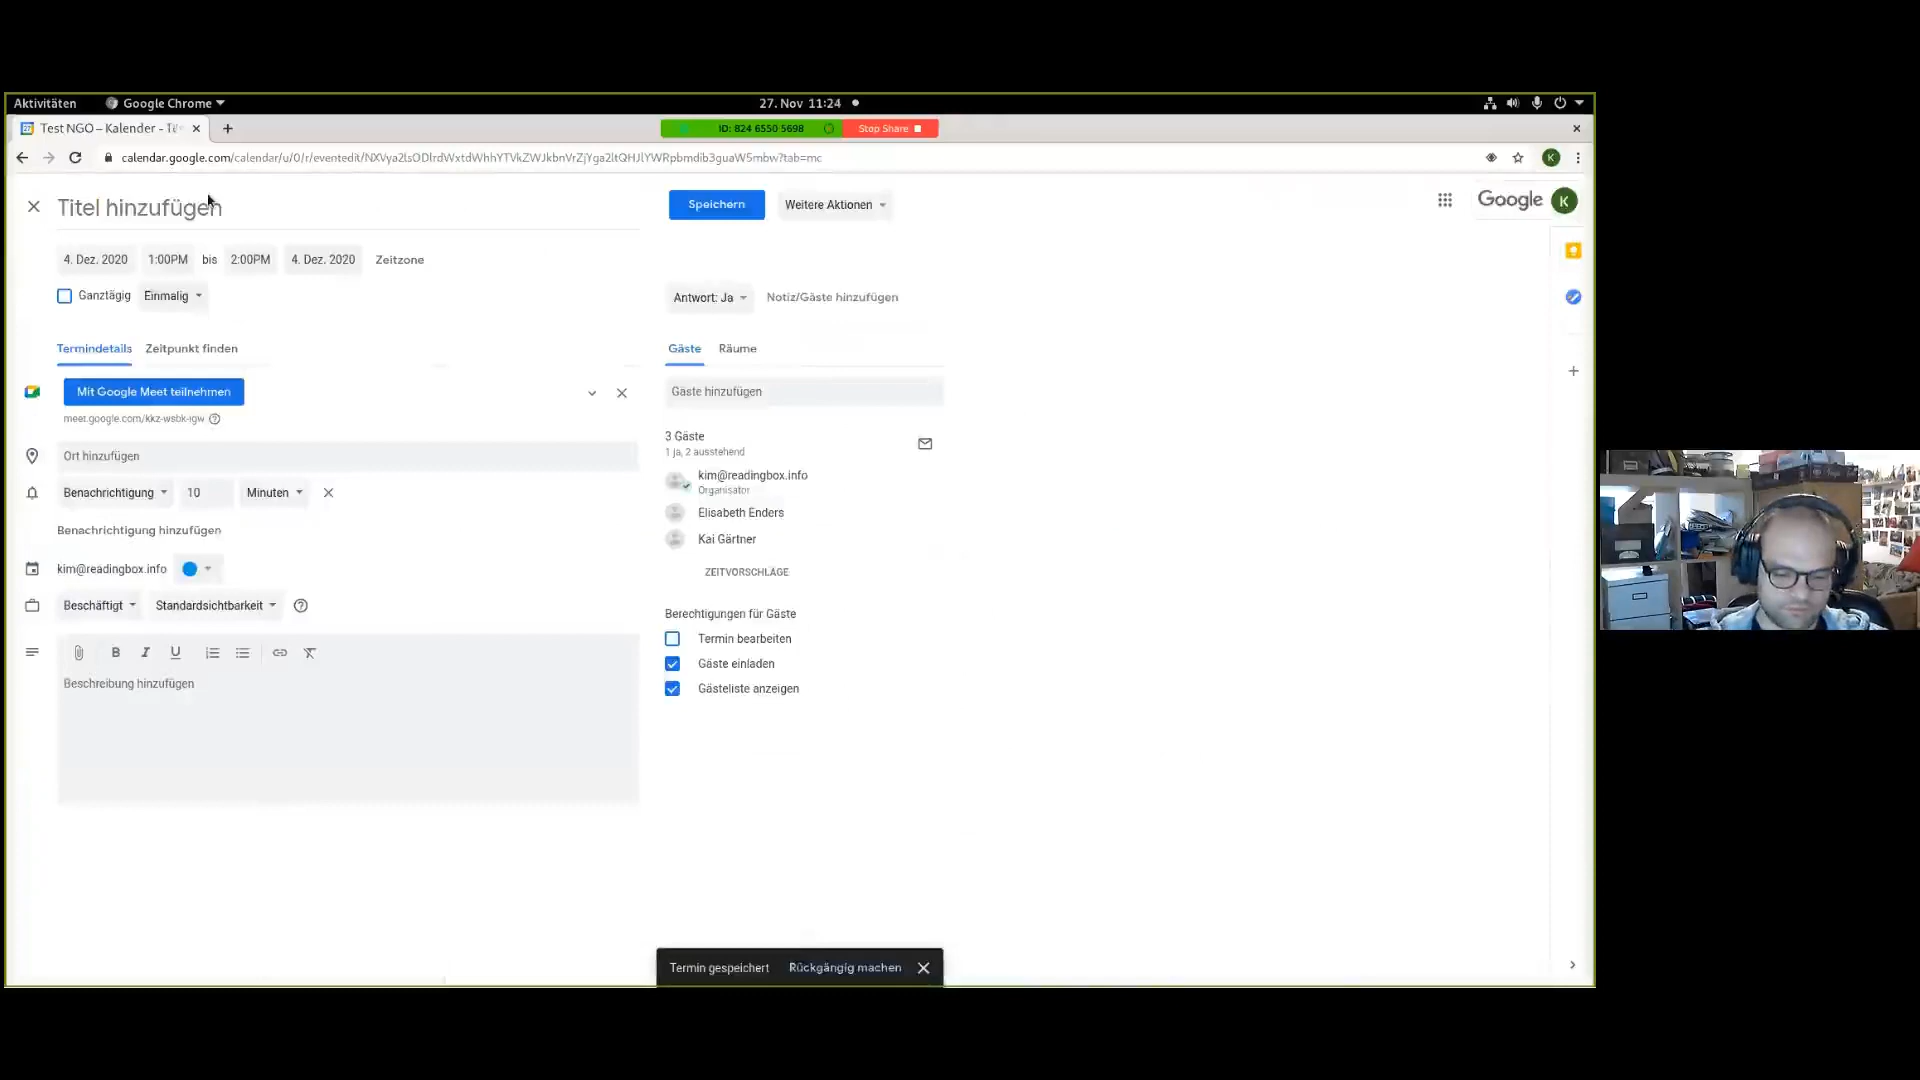 Aktivitäten Google Chrome 27. Nov 11:24
Test NGO – Kalender - ID: 824 6550 5698 Stop Share
calendar.google.com/calendar/u/0/r/eventedit/
Titel hinzufügen Speichern Weitere Aktionen Google K
4. Dez. 2020 1:00PM bis 2:00PM 4. Dez. 2020 Zeitzone
Ganztägig Einmalig Antwort: Ja Notiz/Gäste hinzufügen
Termindetails Zeitpunkt finden Gäste Räume
Mit Google Meet teilnehmen Gäste hinzufügen
meet.google.com/kkz-wsbk-igw
3 Gäste
1 ja, 2 ausstehend
Ort hinzufügen
kim@readingbox.info
Organisator
Benachrichtigung 10 Minuten
Elisabeth Enders
Benachrichtigung hinzufügen
Kai Gärtner
kim@readingbox.info
ZEITVORSCHLÄGE
Beschäftigt Standardsichtbarkeit
Berechtigungen für Gäste
Termin bearbeiten
B I U
Gäste einladen
Beschreibung hinzufügen
Gästeliste anzeigen
Termin gespeichert Rückgängig machen